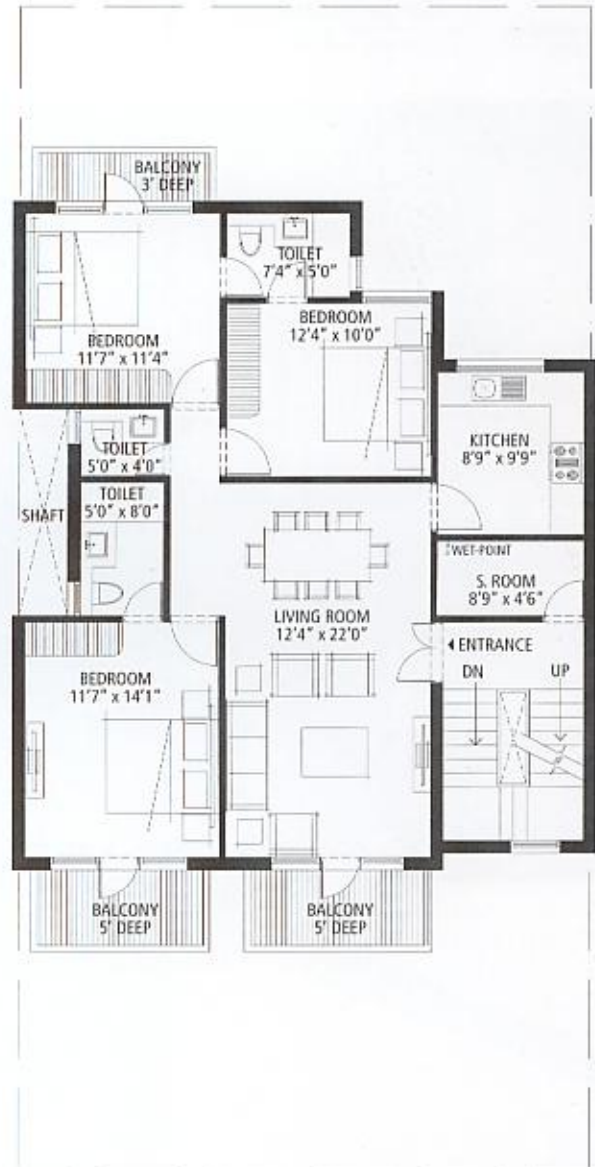 BALCONY
3' DEEP
TOILET
7'4" x 5'0"
BEDROOM
11'7" x 11'4"
BEDROOM
12'4" x 10'0"
KITCHEN
8'9" x 9'9"
TOILET
5'0" x 4'0"
TOILET
5'0" x 8'0"
SHAFT
WET-POINT
S. ROOM
8'9" x 4'6"
LIVING ROOM
12'4" x 22'0"
ENTRANCE
DN
UP
BEDROOM
11'7" x 14'1"
BALCONY
5' DEEP
BALCONY
5' DEEP